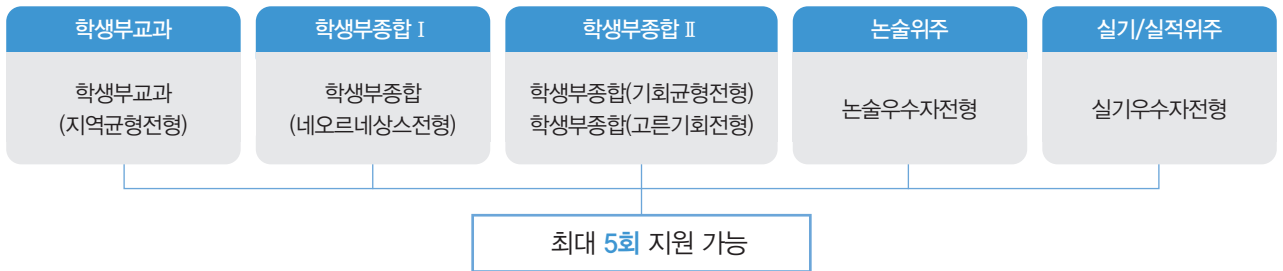 학생부교과
학생부교과
(지역균형전형)
학생부종합 Ⅰ
학생부종합
(네오르네상스전형)
학생부종합 Ⅱ
학생부종합(기회균형전형)
학생부종합(고른기회전형)
논술위주
논술우수자전형
실기/실적위주
실기우수자전형
최대 5회 지원 가능